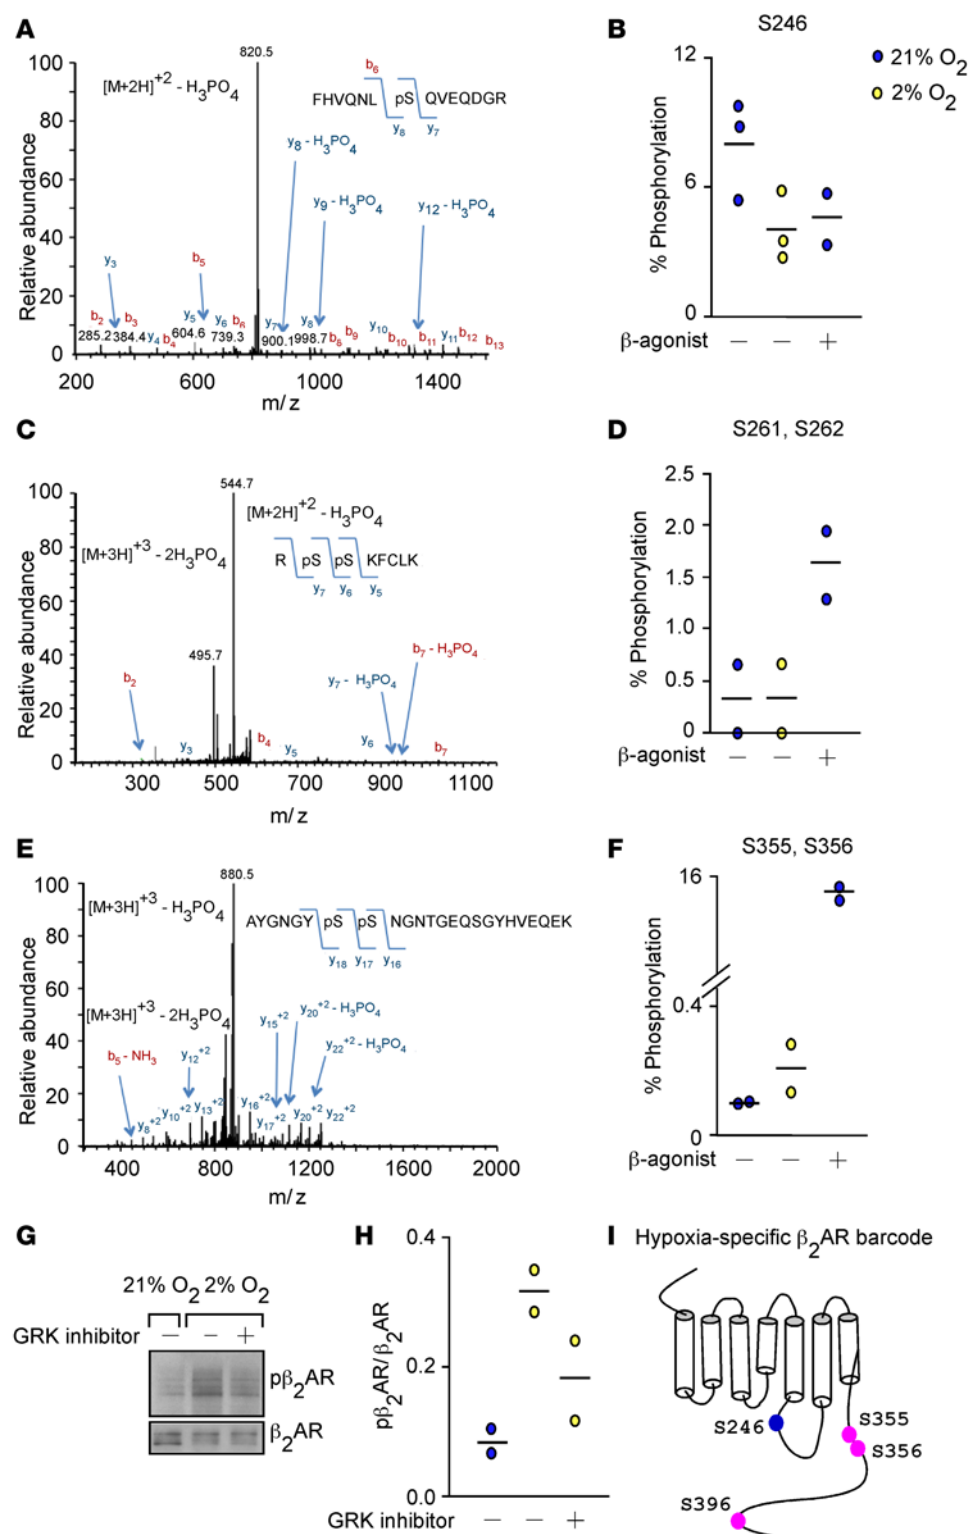 A
820.5
100
80
60
40
20
0
Relative abundance
[M+2H]+2 - H3PO4
b6
FHVQNL pS QVEQDGR
y8 y7
y8 - H3PO4
y9 - H3PO4
y12 - H3PO4
y3
b5
b2 b3 y4 b4 y5 y6 b6 y7 y8 b8 b9 y10 b10 b11 y11 b12 b13
285.2 384.4 604.6 739.3 900.1 998.7
200 600 1000 1400
m/z
B
S246
21% O2
2% O2
12
6
0
% Phosphorylation
β-agonist − − +
C
544.7
100
80
60
40
20
0
Relative abundance
[M+2H]+2 - H3PO4
[M+3H]+3 - 2H3PO4
R pS pS KFCLK
y7 y6 y5
495.7
b7 - H3PO4
y7 - H3PO4
b2
y3 b4 y5 y6 b7
300 500 700 900 1100
m/z
D
S261, S262
2.5
2.0
1.5
1.0
0.5
0
% Phosphorylation
β-agonist − − +
E
880.5
100
80
60
40
20
0
Relative abundance
[M+3H]+3 - H3PO4
AYGNGY pS pS NGNTGEQSGYHVEQEK
y18 y17 y16
[M+3H]+3 - 2H3PO4
y15+2
y20+2 - H3PO4
y22+2 - H3PO4
b5 - NH3
y12+2
y8+2 y10+2 y13+2 y16+2 y17+2 y20+2 y22+2
400 800 1200 1600 2000
m/z
F
S355, S356
16
0.4
0
% Phosphorylation
β-agonist − − +
G
21% O2 2% O2
GRK inhibitor − − +
pβ2AR
β2AR
H
0.4
0.2
0.0
pβ2AR/β2AR
GRK inhibitor − − +
I
Hypoxia-specific β2AR barcode
S246
S355
S356
S396